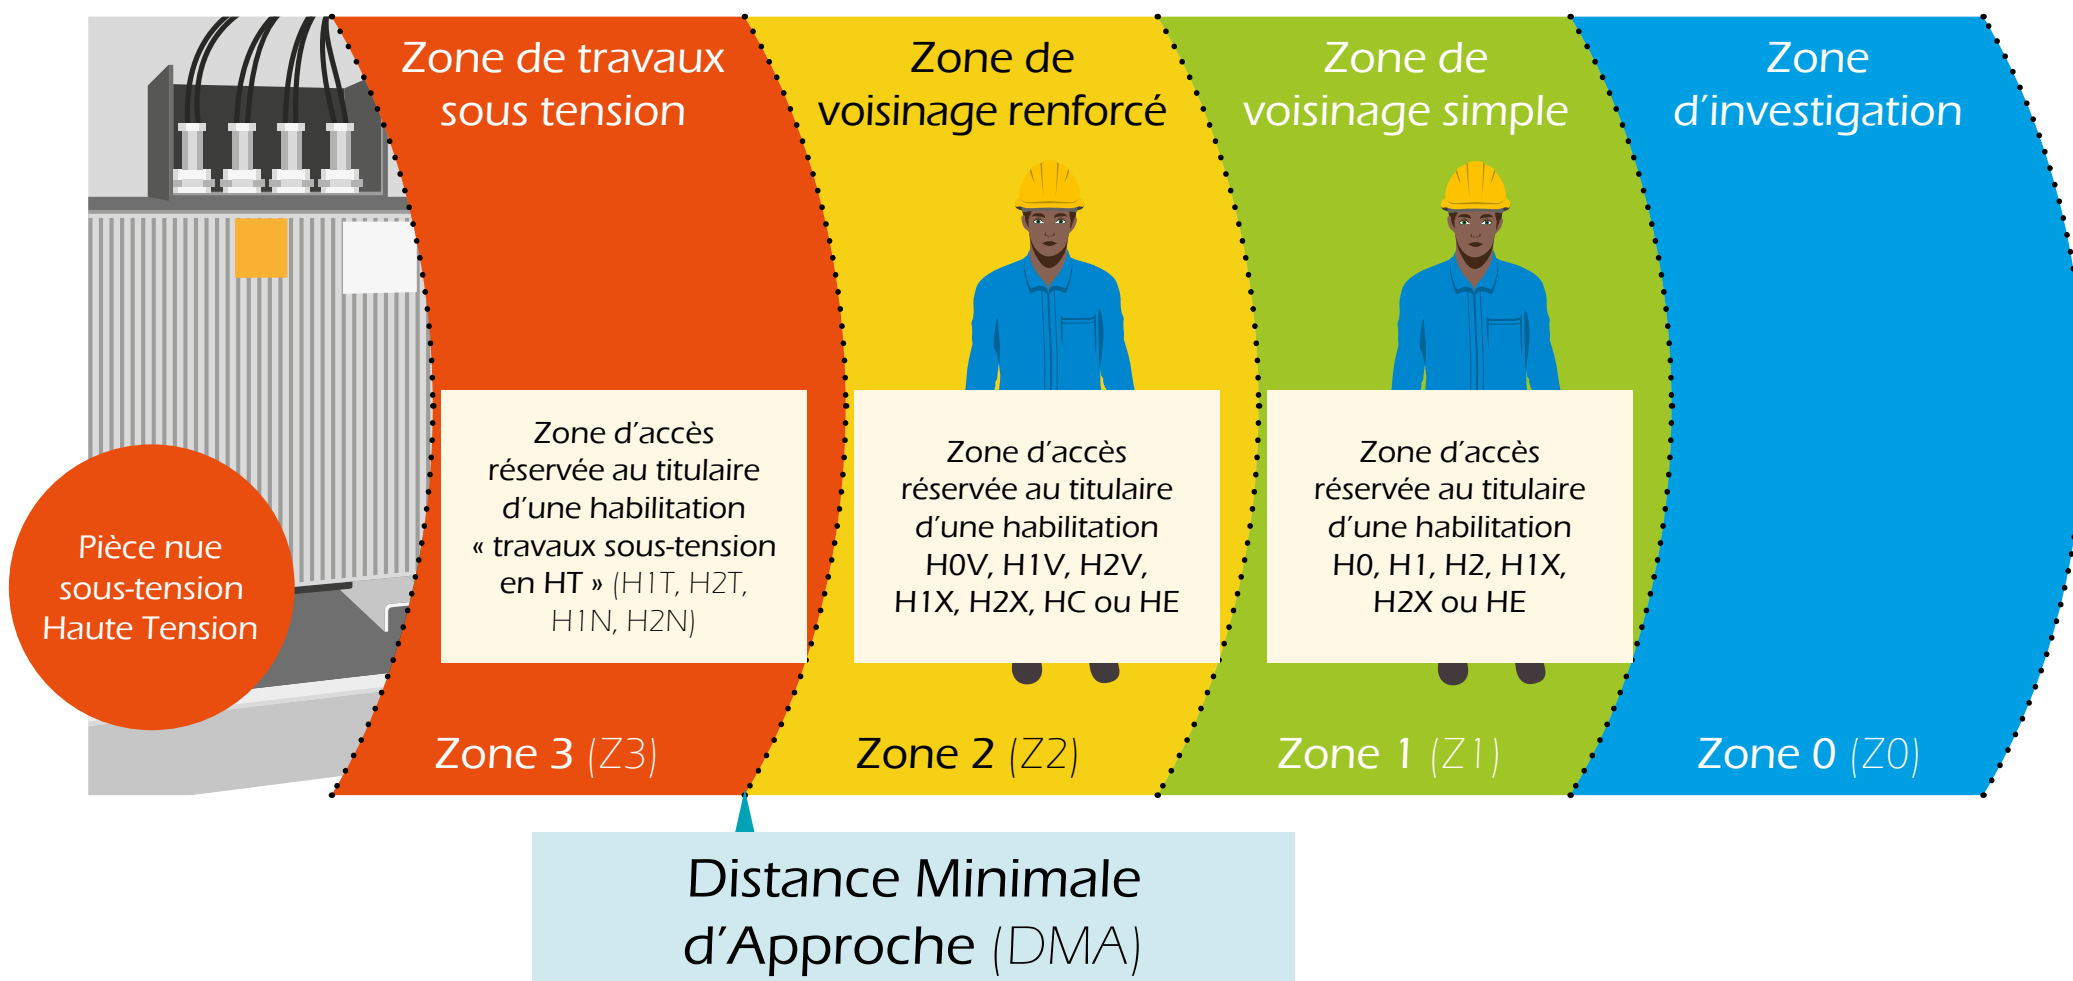 Zone de travaux
sous tension
Zone de
voisinage renforcé
Zone de
voisinage simple
Zone
d'investigation
Pièce nue
sous-tension
Haute Tension
Zone d'accès
réservée au titulaire
d'une habilitation
« travaux sous-tension
en HT » (H1T, H2T,
H1N, H2N)
Zone d'accès
réservée au titulaire
d'une habilitation
H0V, H1V, H2V,
H1X, H2X, HC ou HE
Zone d'accès
réservée au titulaire
d'une habilitation
H0, H1, H2, H1X,
H2X ou HE
Zone 3 (Z3)
Zone 2 (Z2)
Zone 1 (Z1)
Zone 0 (Z0)
Distance Minimale
d'Approche (DMA)